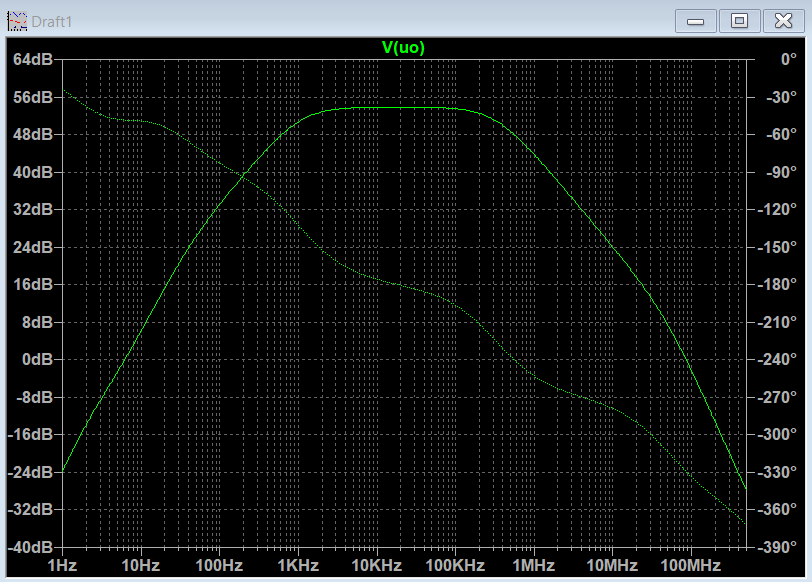 Draft1
V(uo)
64dB 0°
56dB -30°
48dB -60°
40dB -90°
32dB -120°
24dB -150°
16dB -180°
8dB -210°
0dB -240°
-8dB -270°
-16dB -300°
-24dB -330°
-32dB -360°
-40dB -390°
1Hz 10Hz 100Hz 1KHz 10KHz 100KHz 1MHz 10MHz 100MHz